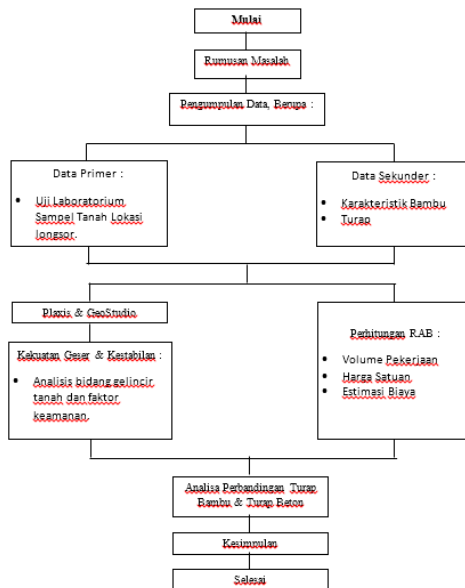 Mulai
Rumusan Masalah
Pengumpulan Data, Berupa :
Data Primer :
• Uji Laboratorium
Sampel Tanah Lokasi
longsor.
Data Sekunder :
• Karakteristik Bambu
• Turap
Plaxis & GeoStudio
Kekuatan Geser & Kestabilan :
• Analisis bidang gelincir
tanah dan faktor
keamanan.
Perhitungan RAB :
• Volume Pekerjaan
• Harga Satuan
• Estimasi Biaya
Analisa Perbandingan Turap
Bambu & Turap Beton
Kesimpulan
Selesai